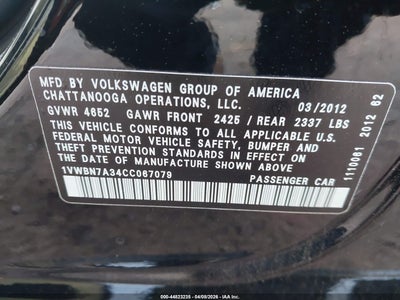 MFD BY VOLKSWAGEN GROUP OF AMERICA
CHATTANOOGA OPERATIONS, LLC. 03/2012
GVWR 4652 GAWR FRONT 2425 / REAR 2337 LBS
THIS VEHICLE CONFORMS TO ALL APPLICABLE U.S.
FEDERAL MOTOR VEHICLE SAFETY, BUMPER AND
THEFT PREVENTION STANDARDS IN EFFECT ON THE
DATE OF MANUFACTURE SHOWN ABOVE
1VWBN7A34CC067079 PASSENGER CAR
1110061 2012 62
000-44823235 - 04/09/2026 - IAA Inc.